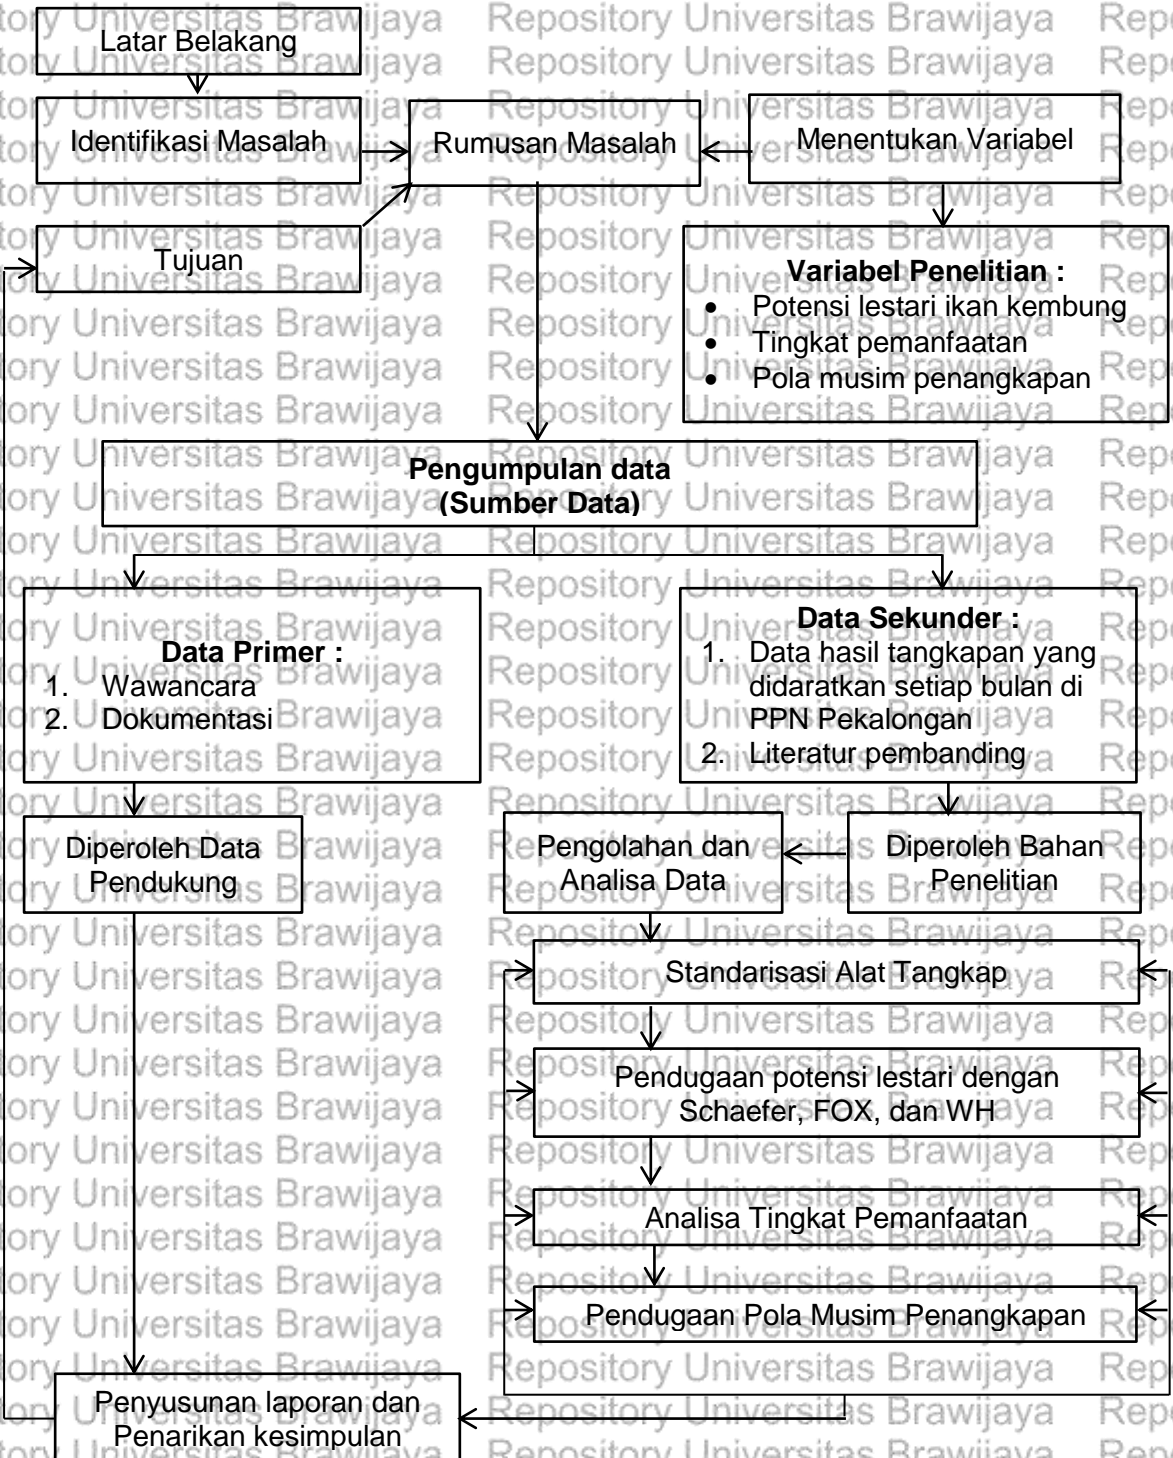 Latar Belakang
Identifikasi Masalah
Rumusan Masalah
Menentukan Variabel
Tujuan
Variabel Penelitian :
• Potensi lestari ikan kembung
• Tingkat pemanfaatan
• Pola musim penangkapan
Pengumpulan data
(Sumber Data)
Data Primer :
1. Wawancara
2. Dokumentasi
Data Sekunder :
1. Data hasil tangkapan yang
didaratkan setiap bulan di
PPN Pekalongan
2. Literatur pembanding
Diperoleh Data
Pendukung
Pengolahan dan
Analisa Data
Diperoleh Bahan
Penelitian
Standarisasi Alat Tangkap
Pendugaan potensi lestari dengan
Schaefer, FOX, dan WH
Analisa Tingkat Pemanfaatan
Pendugaan Pola Musim Penangkapan
Penyusunan laporan dan
Penarikan kesimpulan
Repository Universitas Brawijaya